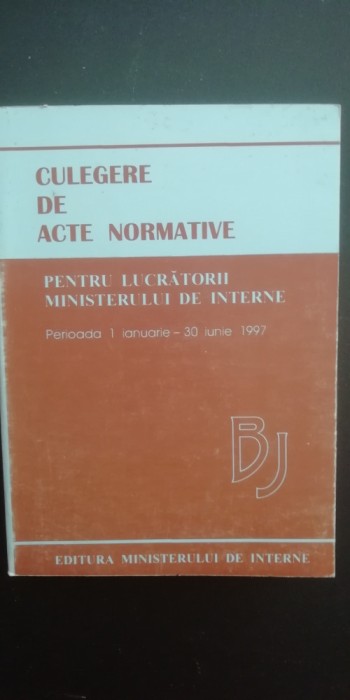 CULEGERE
DE
ACTE NORMATIVE
PENTRU LUCRĂTORII
MINISTERULUI DE INTERNE
Perioada 1 ianuarie - 30 iunie 1997
BJ
EDITURA MINISTERULUI DE INTERNE